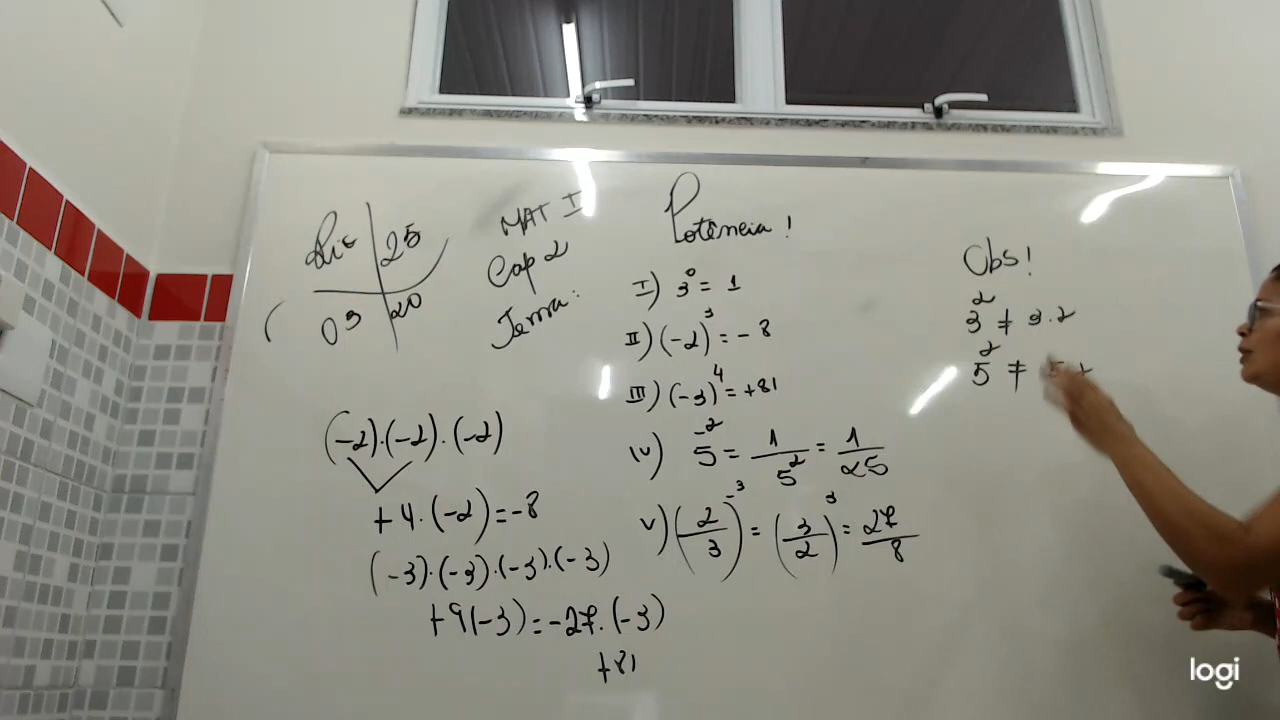 25
03 | 20
MAT I
Cap 2
Tema:
Potência!
I) 3⁰ = 1
II) (-2)³ = - 8
III) (-3)⁴ = +81
IV) 5⁻² = 1/5² = 1/25
V) (2/3)⁻³ = (3/2)³ = 27/8
(-2).(-2).(-2)
+4.(-2)=-8
(-3).(-3).(-3).(-3)
+9(-3)=-27.(-3)
+81
Obs!
3² ≠ 3.2
5² ≠
logi